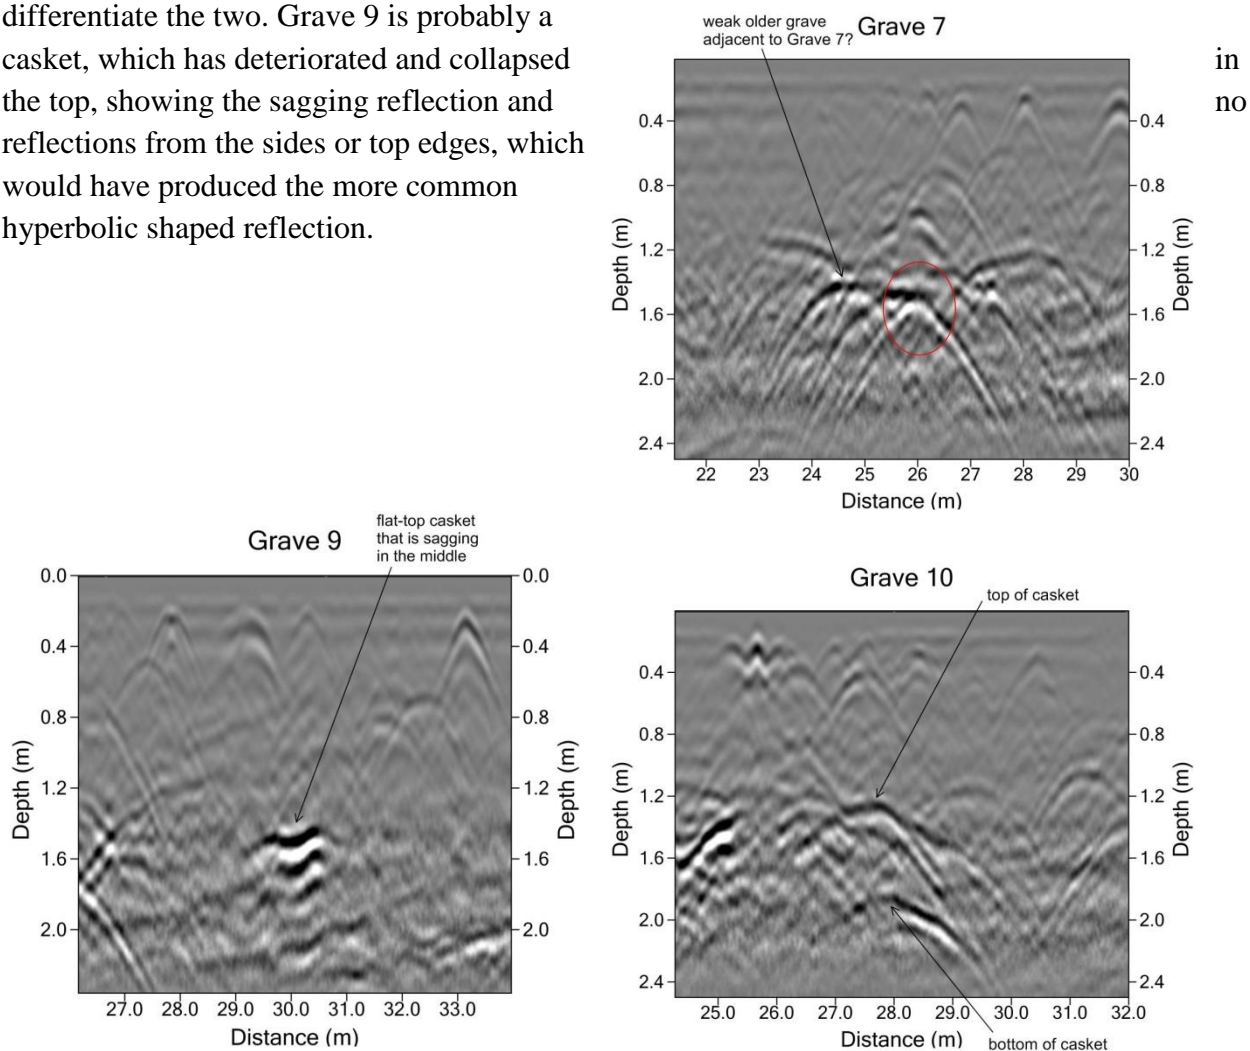 differentiate the two. Grave 9 is probably a
casket, which has deteriorated and collapsed in
the top, showing the sagging reflection and no
reflections from the sides or top edges, which
would have produced the more common
hyperbolic shaped reflection.
weak older grave
adjacent to Grave 7?
Grave 7
0.4 0.4
0.8 0.8
1.2 1.2
1.6 1.6
2.0 2.0
2.4 2.4
Depth (m)
Depth (m)
22 23 24 25 26 27 28 29 30
Distance (m)
Grave 9
flat-top casket
that is sagging
in the middle
0.0 0.0
0.4 0.4
0.8 0.8
1.2 1.2
1.6 1.6
2.0 2.0
Depth (m)
Depth (m)
27.0 28.0 29.0 30.0 31.0 32.0 33.0
Distance (m)
Grave 10
top of casket
0.4 0.4
0.8 0.8
1.2 1.2
1.6 1.6
2.0 2.0
2.4 2.4
Depth (m)
Depth (m)
25.0 26.0 27.0 28.0 29.0 30.0 31.0 32.0
Distance (m)
bottom of casket